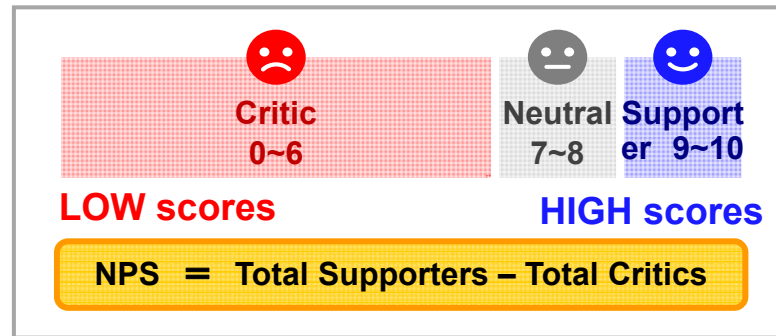 Critic
0~6
Neutral
7~8
Support
er 9~10
LOW scores
HIGH scores
NPS = Total Supporters – Total Critics